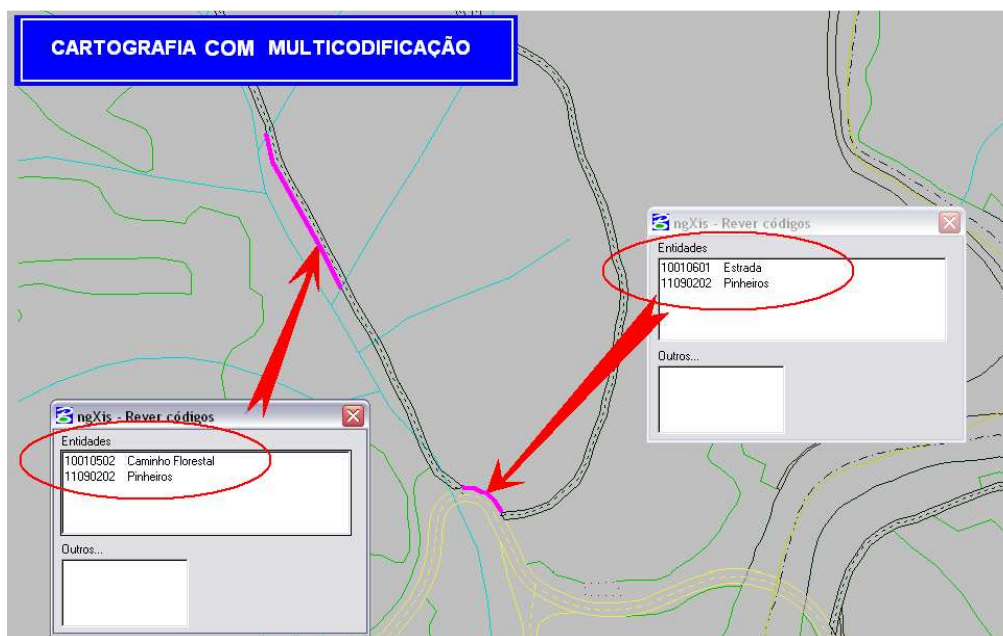 CARTOGRAFIA COM MULTICODIFICAÇÃO
ngXis - Rever códigos
Entidades
10010601 Estrada
11090202 Pinheiros
Outros...
ngXis - Rever códigos
Entidades
10010502 Caminho Florestal
11090202 Pinheiros
Outros...